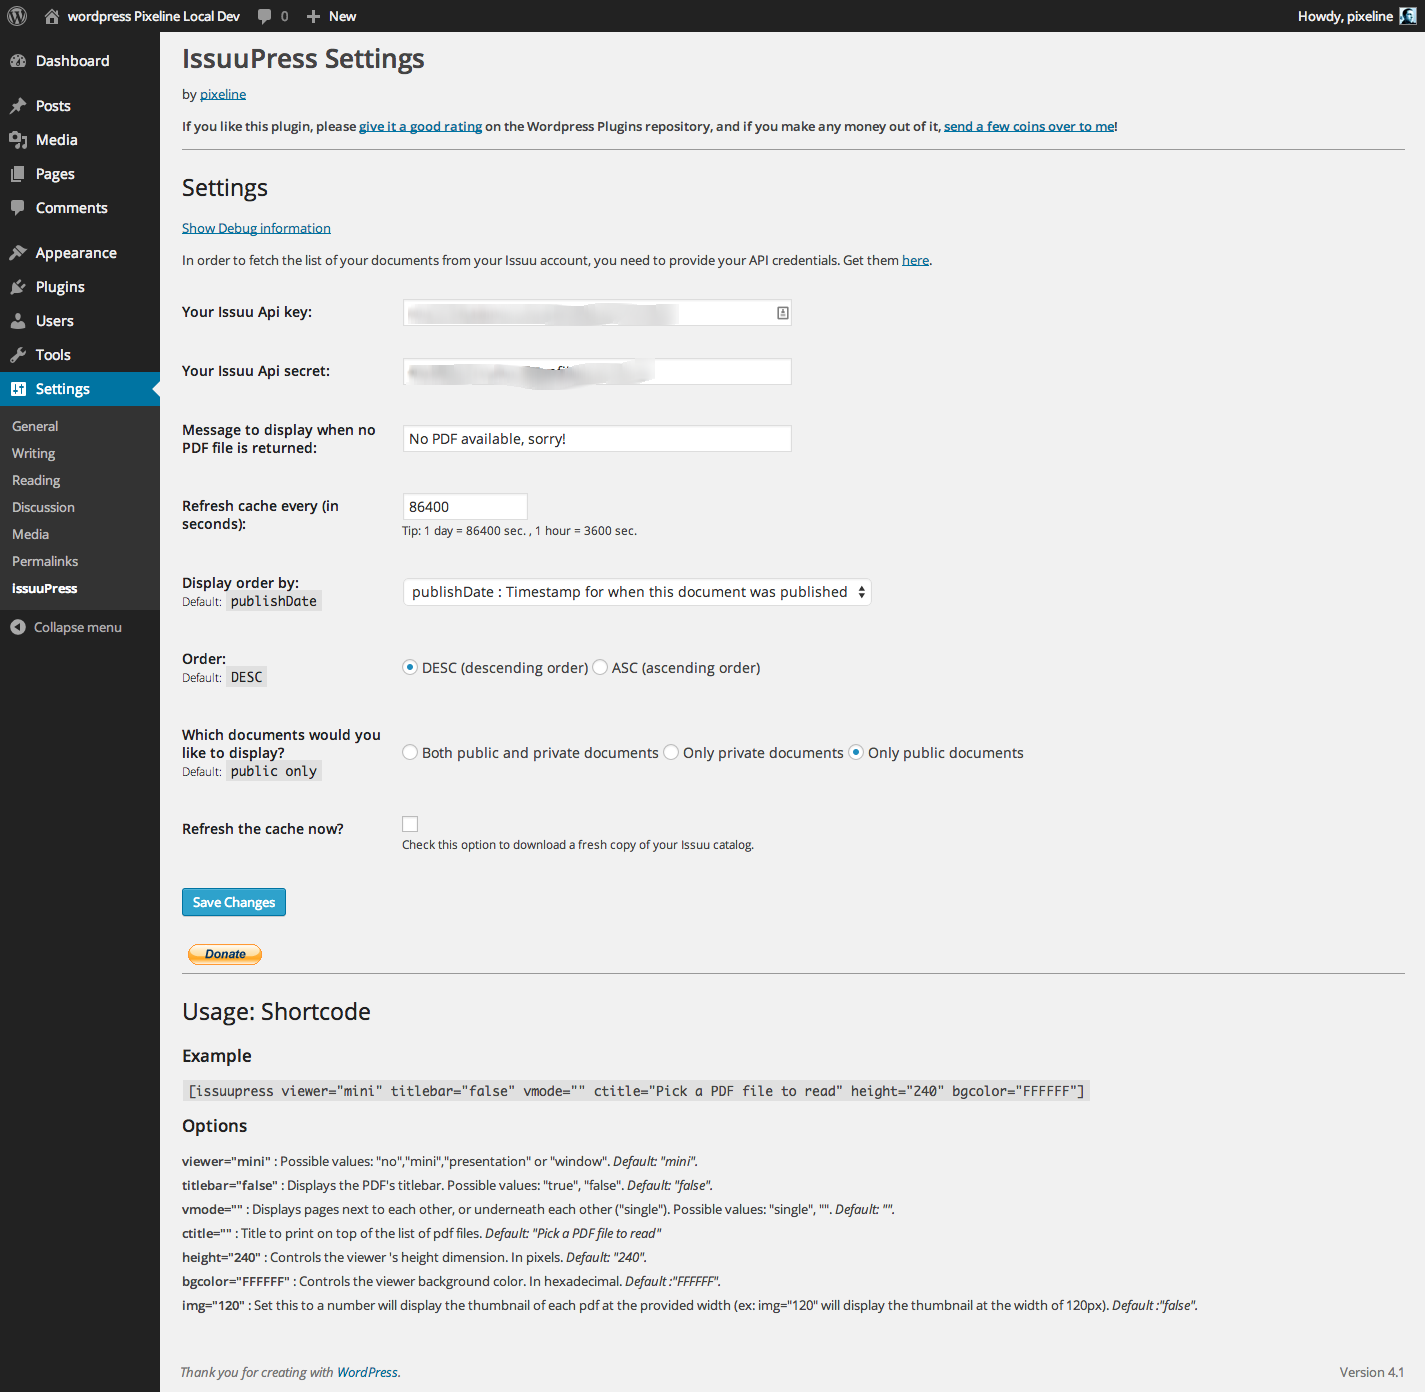 wordpress Pixeline Local Dev 0 New Howdy, pixeline
Dashboard
Posts
Media
Pages
Comments
Appearance
Plugins
Users
Tools
Settings
General
Writing
Reading
Discussion
Media
Permalinks
IssuuPress
Collapse menu
IssuuPress Settings
by pixeline
If you like this plugin, please give it a good rating on the Wordpress Plugins repository, and if you make any money out of it, send a few coins over to me!
Settings
Show Debug information
In order to fetch the list of your documents from your Issuu account, you need to provide your API credentials. Get them here.
Your Issuu Api key:
Your Issuu Api secret:
Message to display when no
PDF file is returned:
No PDF available, sorry!
Refresh cache every (in
seconds):
86400
Tip: 1 day = 86400 sec. , 1 hour = 3600 sec.
Display order by:
Default: publishDate
publishDate : Timestamp for when this document was published
Order:
Default: DESC
DESC (descending order) ASC (ascending order)
Which documents would you
like to display?
Default: public only
Both public and private documents Only private documents Only public documents
Refresh the cache now?
Check this option to download a fresh copy of your Issuu catalog.
Save Changes
Donate
Usage: Shortcode
Example
[issuupress viewer="mini" titlebar="false" vmode="" ctitle="Pick a PDF file to read" height="240" bgcolor="FFFFFF"]
Options
viewer="mini" : Possible values: "no","mini","presentation" or "window". Default: "mini".
titlebar="false" : Displays the PDF's titlebar. Possible values: "true", "false". Default: "false".
vmode="" : Displays pages next to each other, or underneath each other ("single"). Possible values: "single", "". Default: "".
ctitle="" : Title to print on top of the list of pdf files. Default: "Pick a PDF file to read"
height="240" : Controls the viewer 's height dimension. In pixels. Default: "240".
bgcolor="FFFFFF" : Controls the viewer background color. In hexadecimal. Default :"FFFFFF".
img="120" : Set this to a number will display the thumbnail of each pdf at the provided width (ex: img="120" will display the thumbnail at the width of 120px). Default :"false".
Thank you for creating with WordPress.
Version 4.1